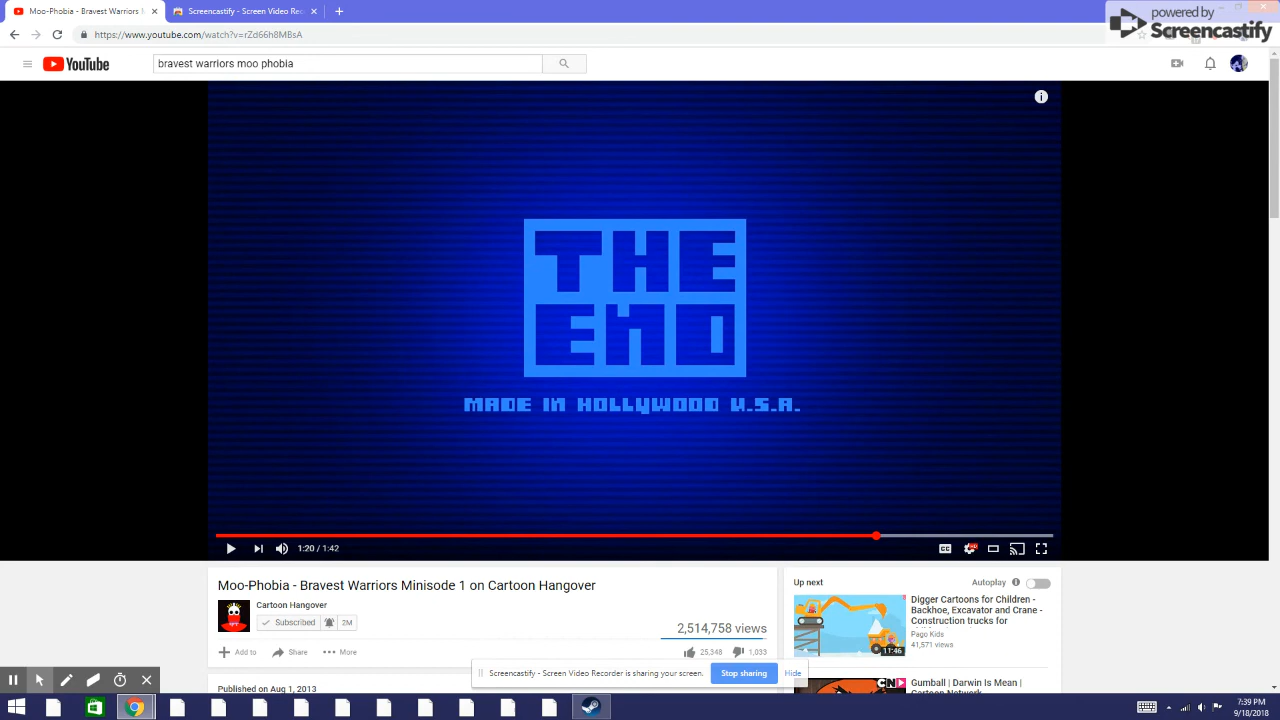 Moo-Phobia - Bravest Warriors M
Screencastify - Screen Video Rec
powered by
Screencastify
https://www.youtube.com/watch?v=rZd66h8MBsA
YouTube
bravest warriors moo phobia
THE
END
MADE IN HOLLYWOOD U.S.A.
1:20 / 1:42
CC
HD
Moo-Phobia - Bravest Warriors Minisode 1 on Cartoon Hangover
Cartoon Hangover
Subscribed
2M
2,514,758 views
Add to
Share
More
25,348
1,033
Published on Aug 1, 2013
Up next
Autoplay
Digger Cartoons for Children -
Backhoe, Excavator and Crane -
Construction trucks for
Pago Kids
41,571 views
11:46
Gumball | Darwin Is Mean |
Cartoon Network
CN
Screencastify - Screen Video Recorder is sharing your screen.
Stop sharing
Hide
7:39 PM
9/18/2018